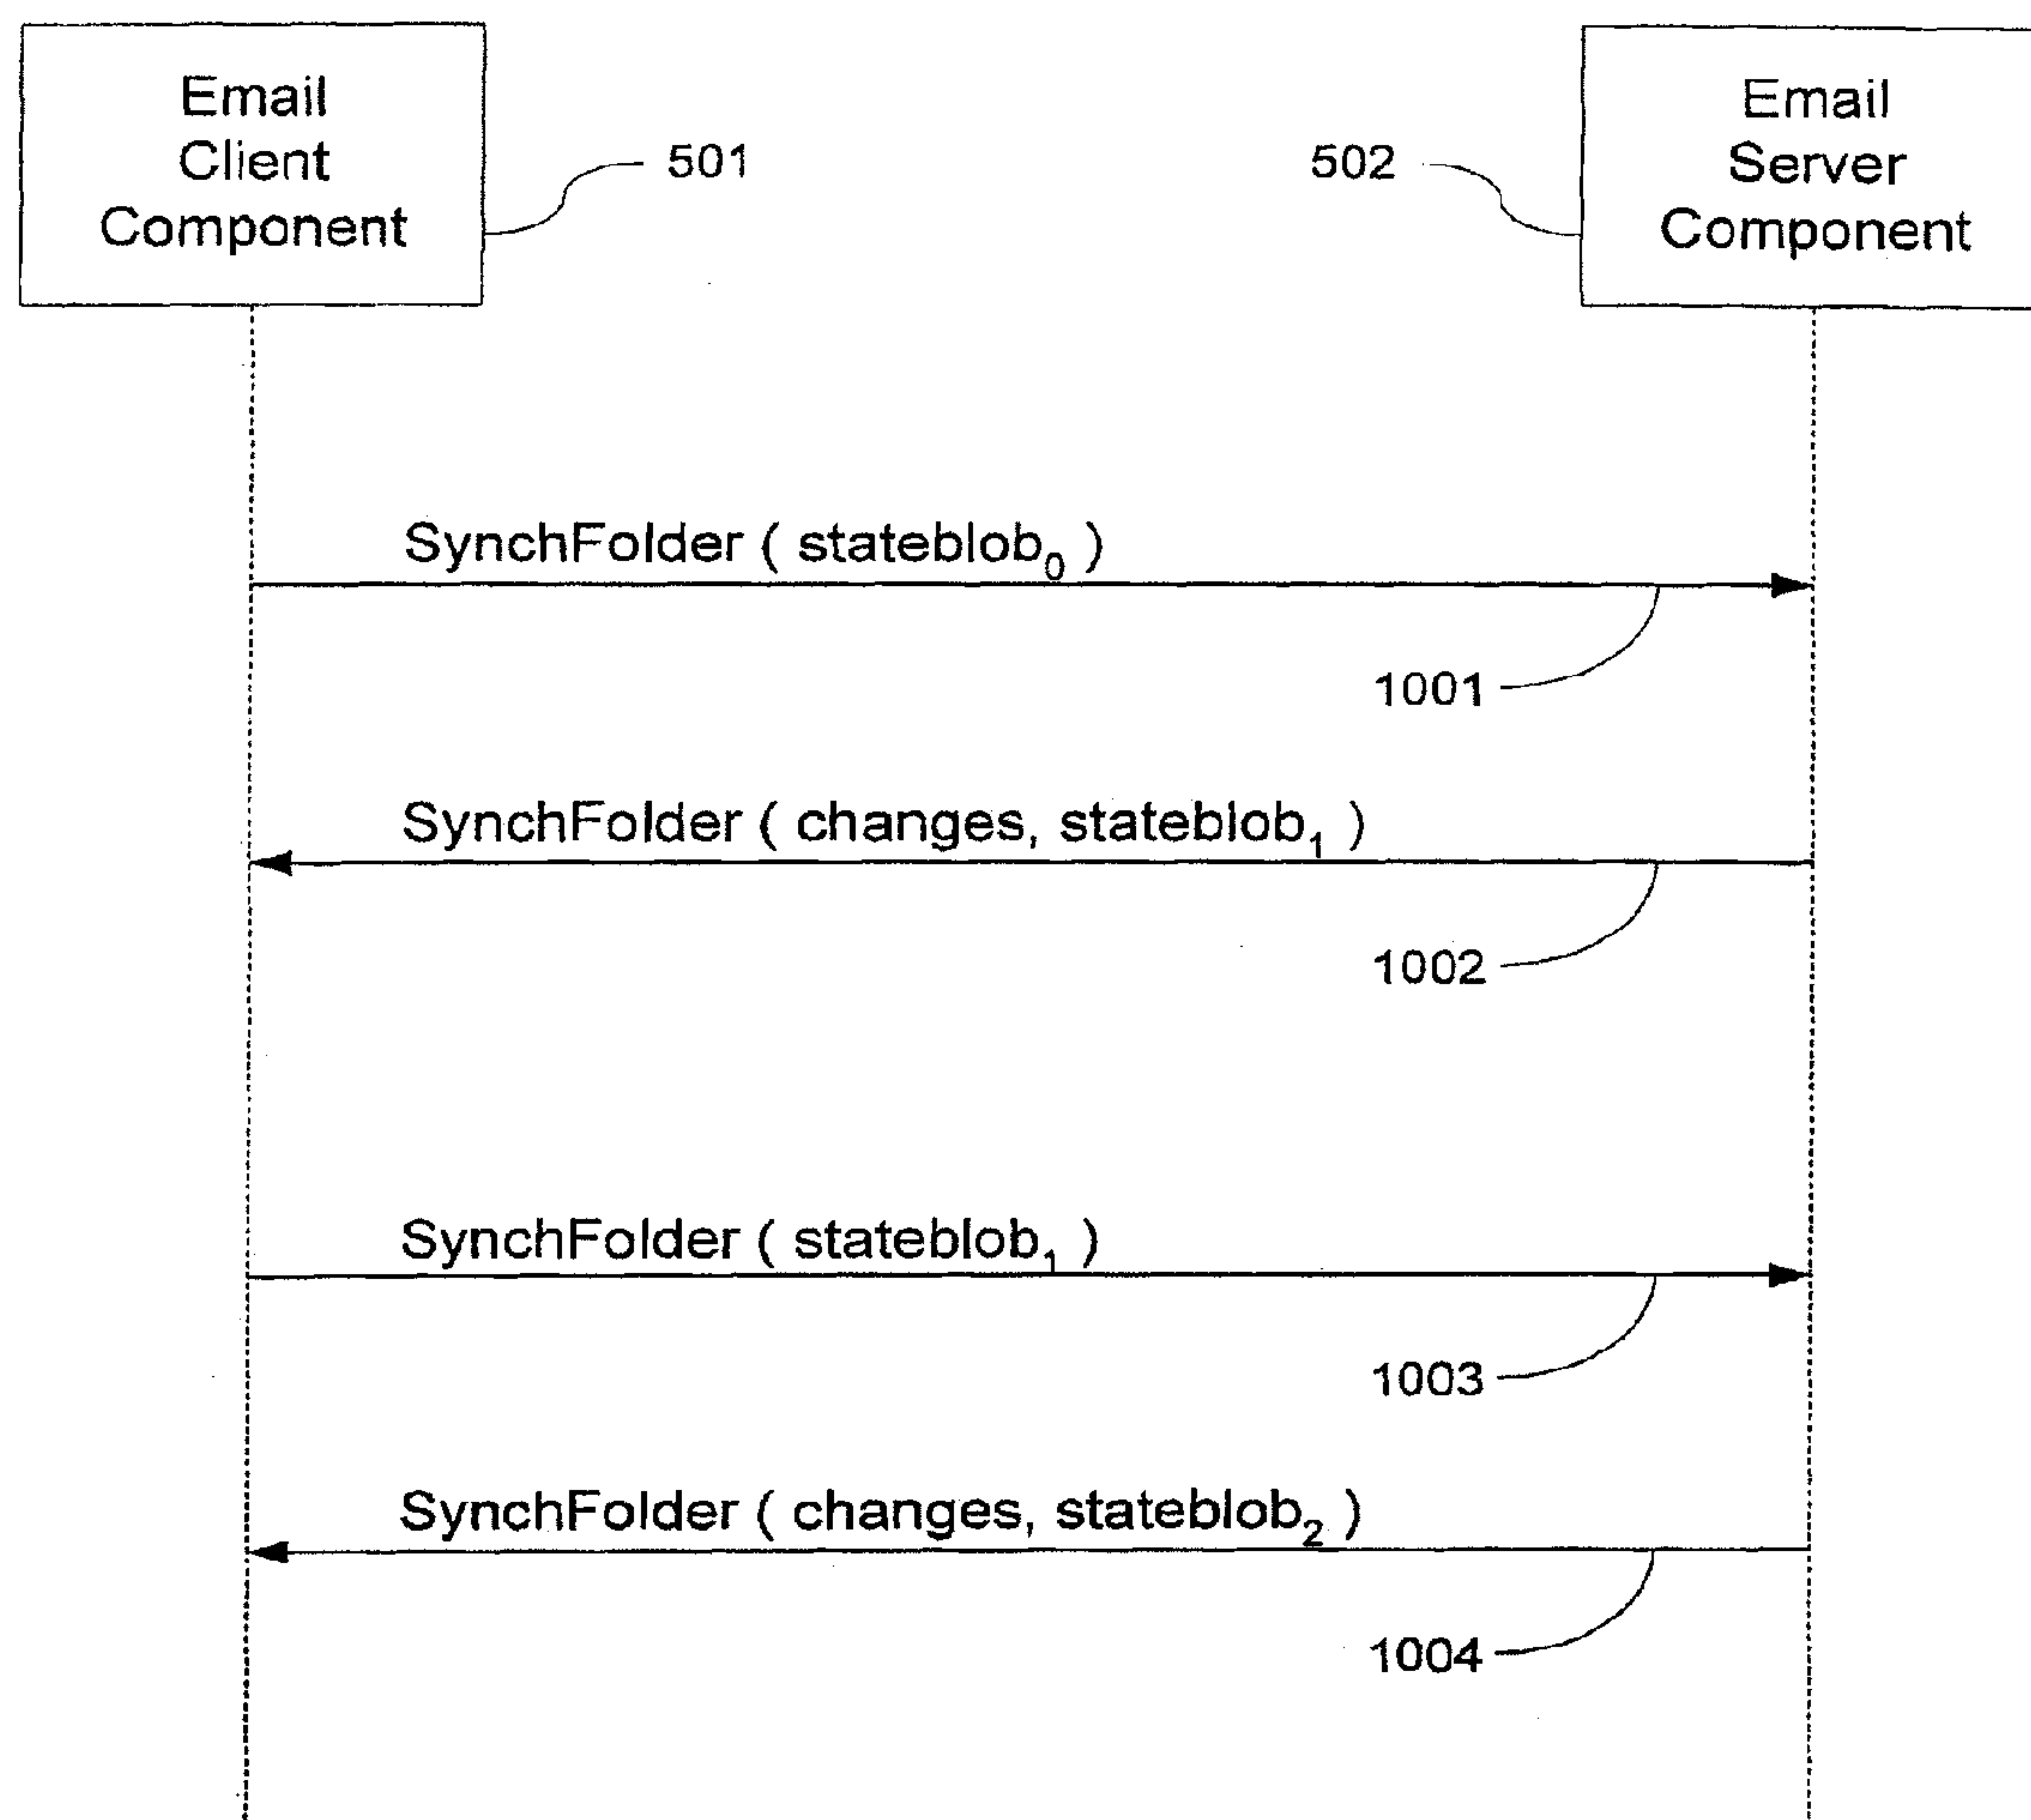 Email
Client
Component
501
502
Email
Server
Component
SynchFolder ( stateblob₀ )
1001
SynchFolder ( changes, stateblob₁ )
1002
SynchFolder ( stateblob₁ )
1003
SynchFolder ( changes, stateblob₂ )
1004